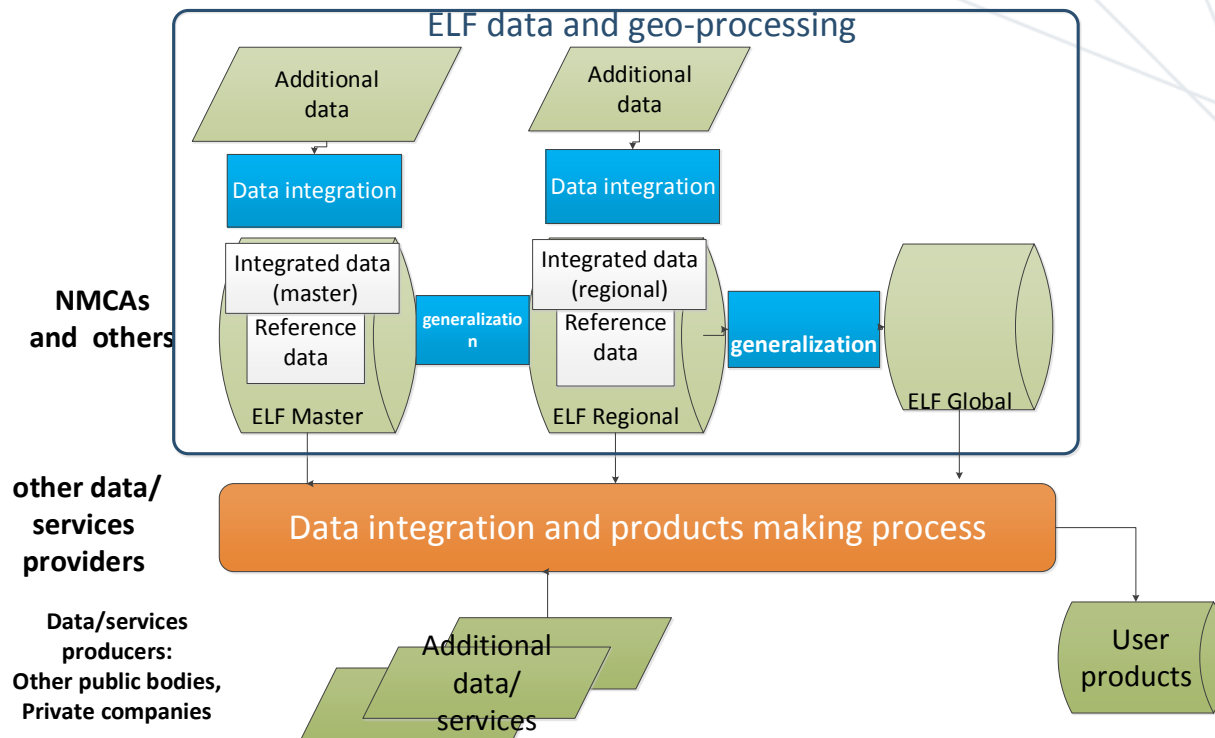 ELF data and geo-processing
Additional
data
Additional
data
Data integration
Data integration
Integrated data
(master)
Integrated data
(regional)
NMCAs
and others
Reference
data
generalizatio
n
Reference
data
generalization
ELF Master
ELF Regional
ELF Global
other data/
services
providers
Data integration and products making process
Data/services
producers:
Other public bodies,
Private companies
Additional
data/
services
User
products